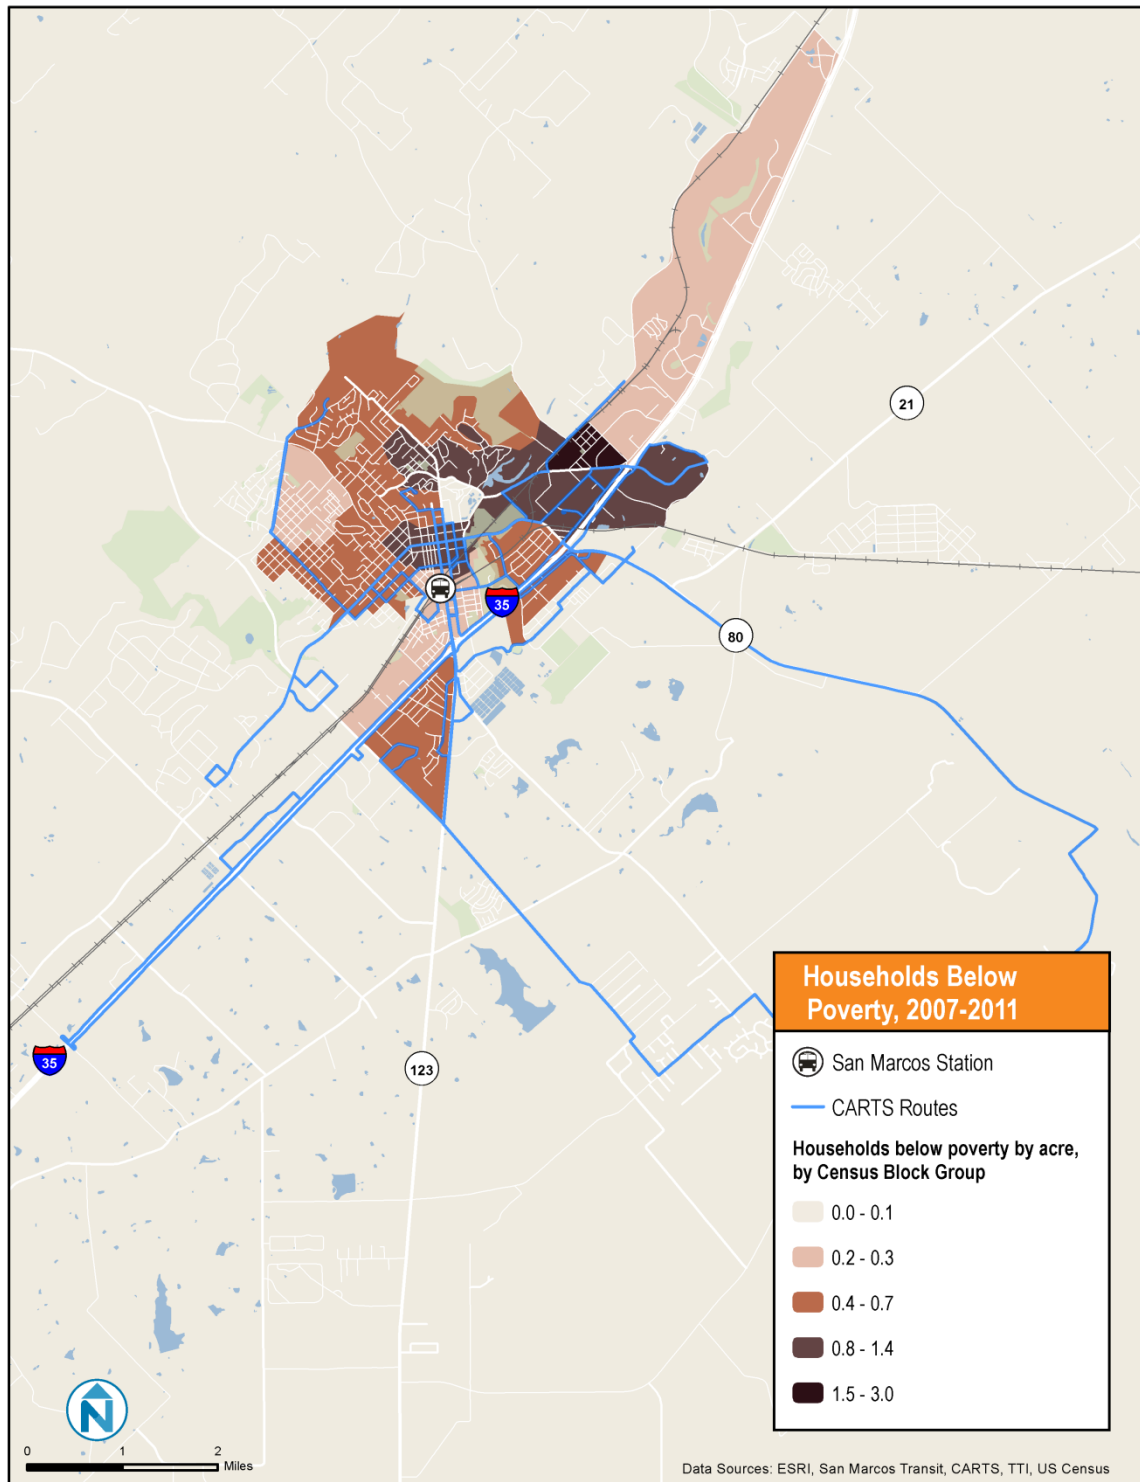 21
35
80
35
123
Households Below
Poverty, 2007-2011
San Marcos Station
CARTS Routes
Households below poverty by acre,
by Census Block Group
0.0 - 0.1
0.2 - 0.3
0.4 - 0.7
0.8 - 1.4
1.5 - 3.0
N
0 1 2
Miles
Data Sources: ESRI, San Marcos Transit, CARTS, TTI, US Census